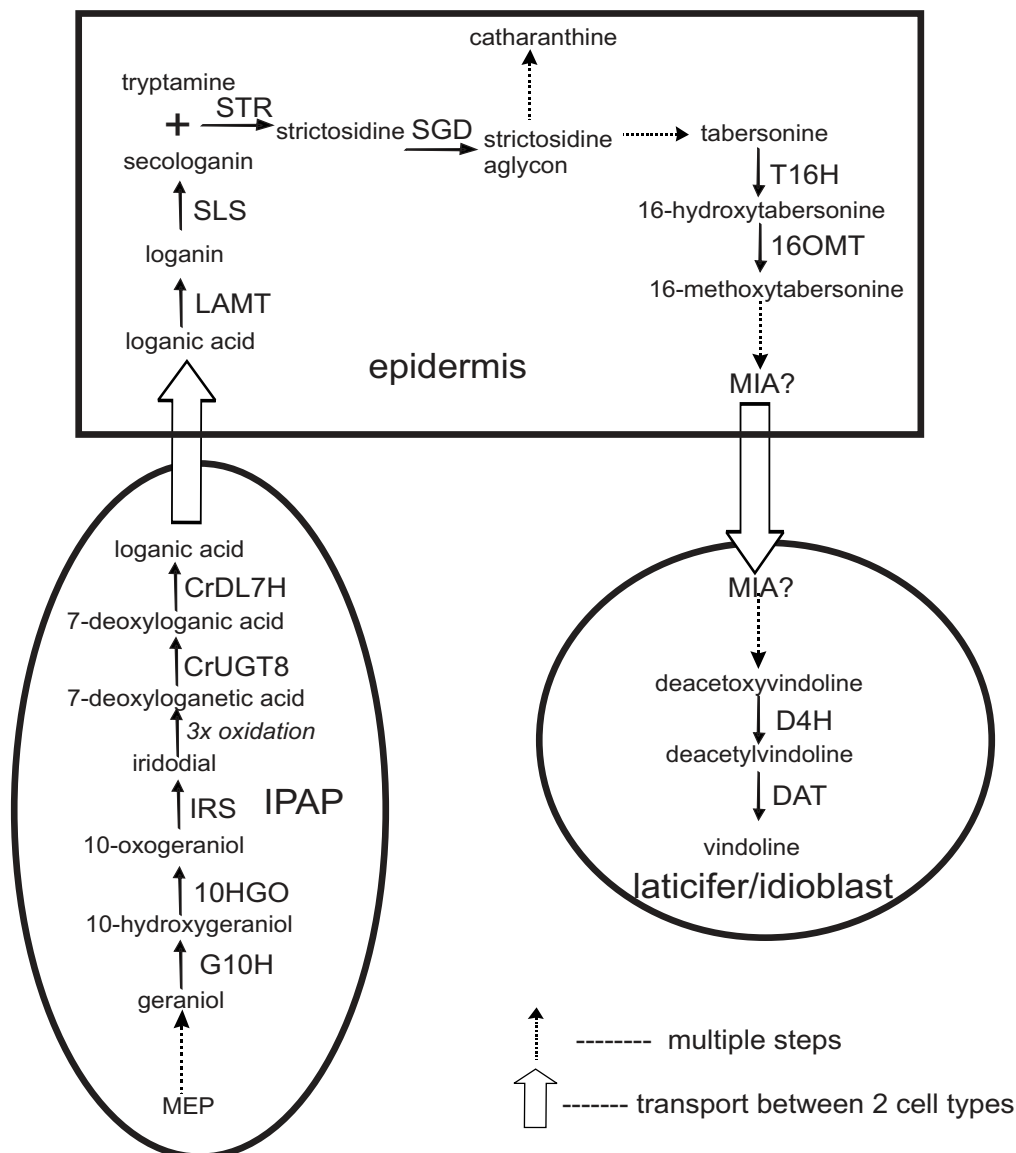 catharanthine
tryptamine
STR
+
strictosidine
SGD
strictosidine
aglycon
tabersonine
secologanin
T16H
SLS
16-hydroxytabersonine
16OMT
loganin
16-methoxytabersonine
LAMT
loganic acid
epidermis
MIA?
loganic acid
CrDL7H
7-deoxyloganic acid
CrUGT8
7-deoxyloganetic acid
3x oxidation
iridodial
IPAP
IRS
10-oxogeraniol
10HGO
10-hydroxygeraniol
G10H
geraniol
MEP
MIA?
deacetoxyvindoline
D4H
deacetylvindoline
DAT
vindoline
laticifer/idioblast
-------- multiple steps
------- transport between 2 cell types